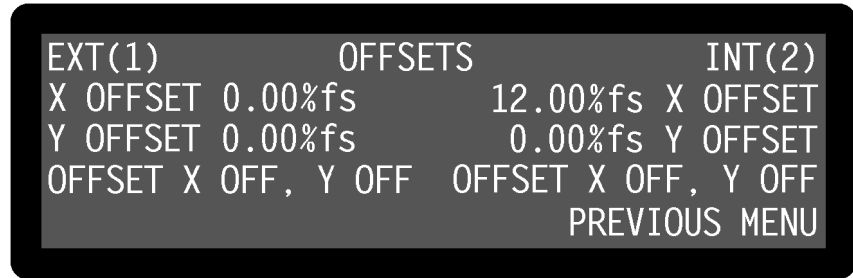 EXT(1) OFFSETS INT(2)
X OFFSET 0.00%fs 12.00%fs X OFFSET
Y OFFSET 0.00%fs 0.00%fs Y OFFSET
OFFSET X OFF, Y OFF OFFSET X OFF, Y OFF
PREVIOUS MENU